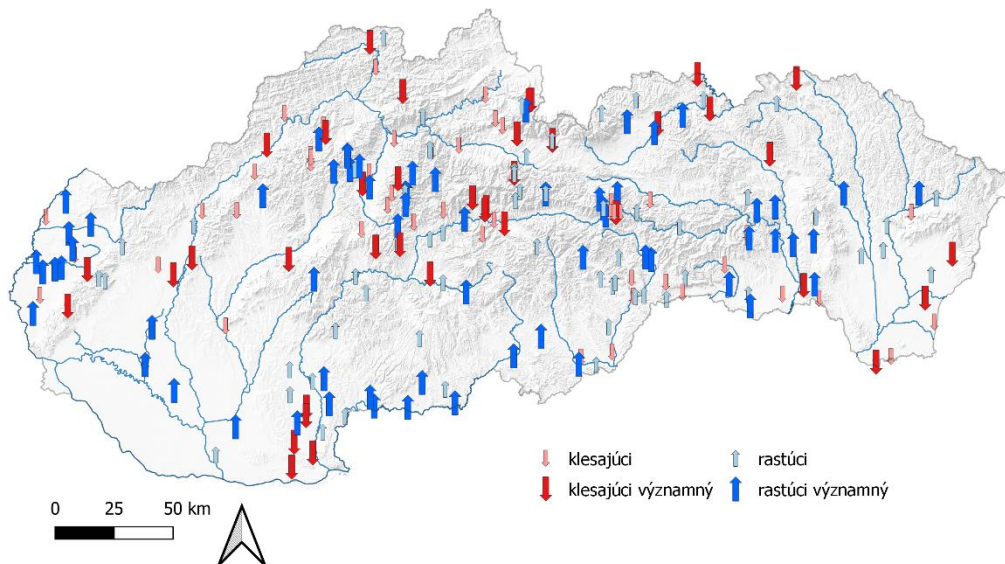 klesajúci
rastúci
klesajúci významný
rastúci významný
0 25 50 km